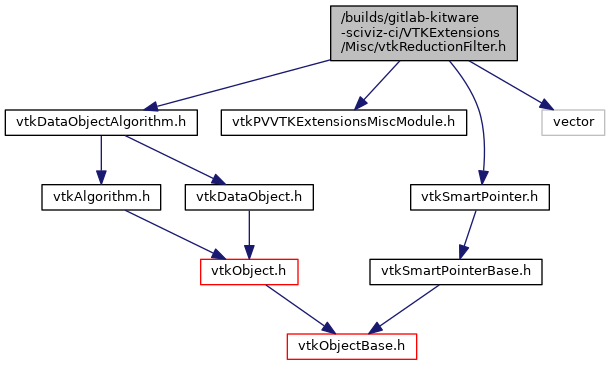 /builds/gitlab-kitware
-sciviz-ci/VTKExtensions
/Misc/vtkReductionFilter.h
vtkDataObjectAlgorithm.h
vtkPVVTKExtensionsMiscModule.h
vector
vtkAlgorithm.h
vtkDataObject.h
vtkSmartPointer.h
vtkObject.h
vtkSmartPointerBase.h
vtkObjectBase.h